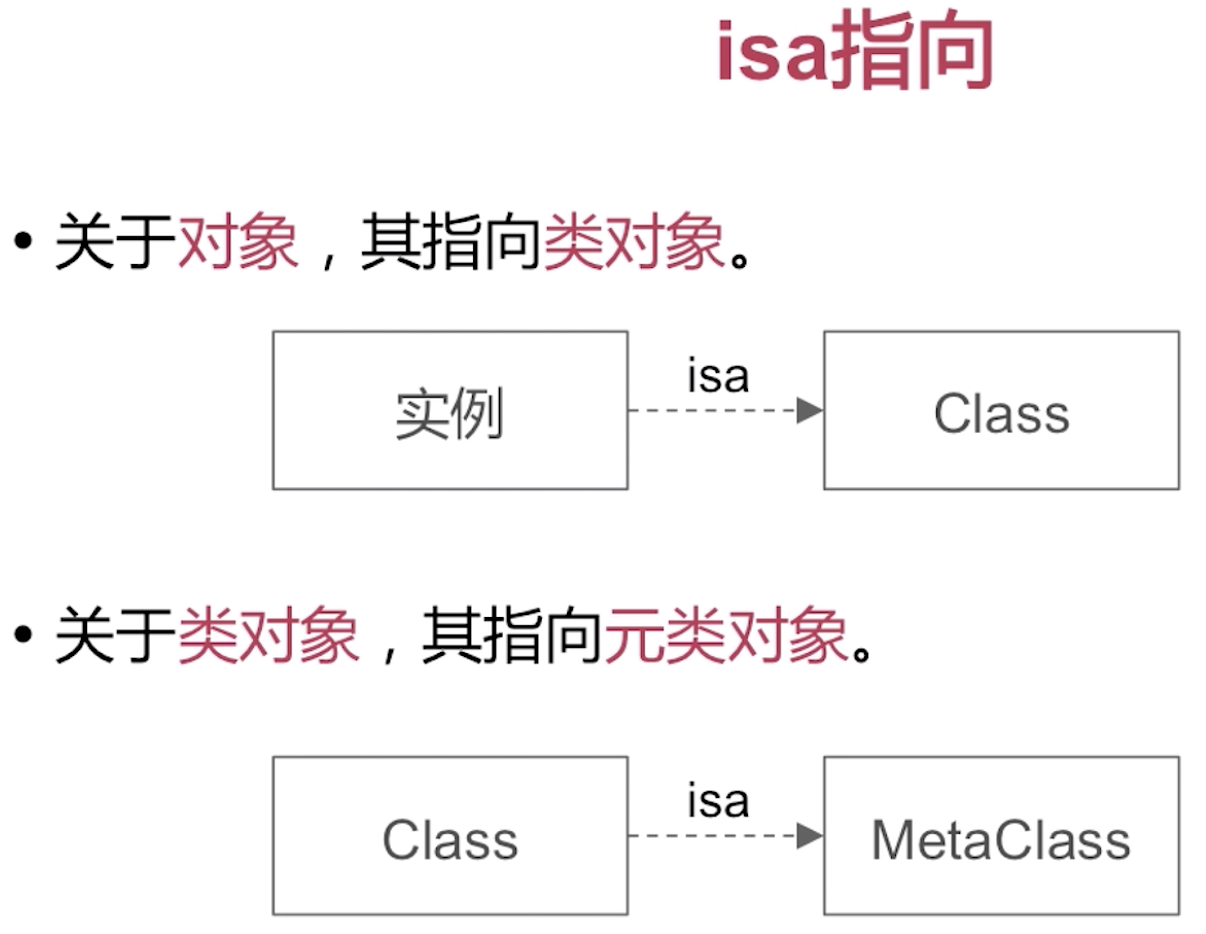 isa指向
• 关于对象，其指向类对象。
isa
实例
Class
• 关于类对象，其指向元类对象。
isa
Class
MetaClass